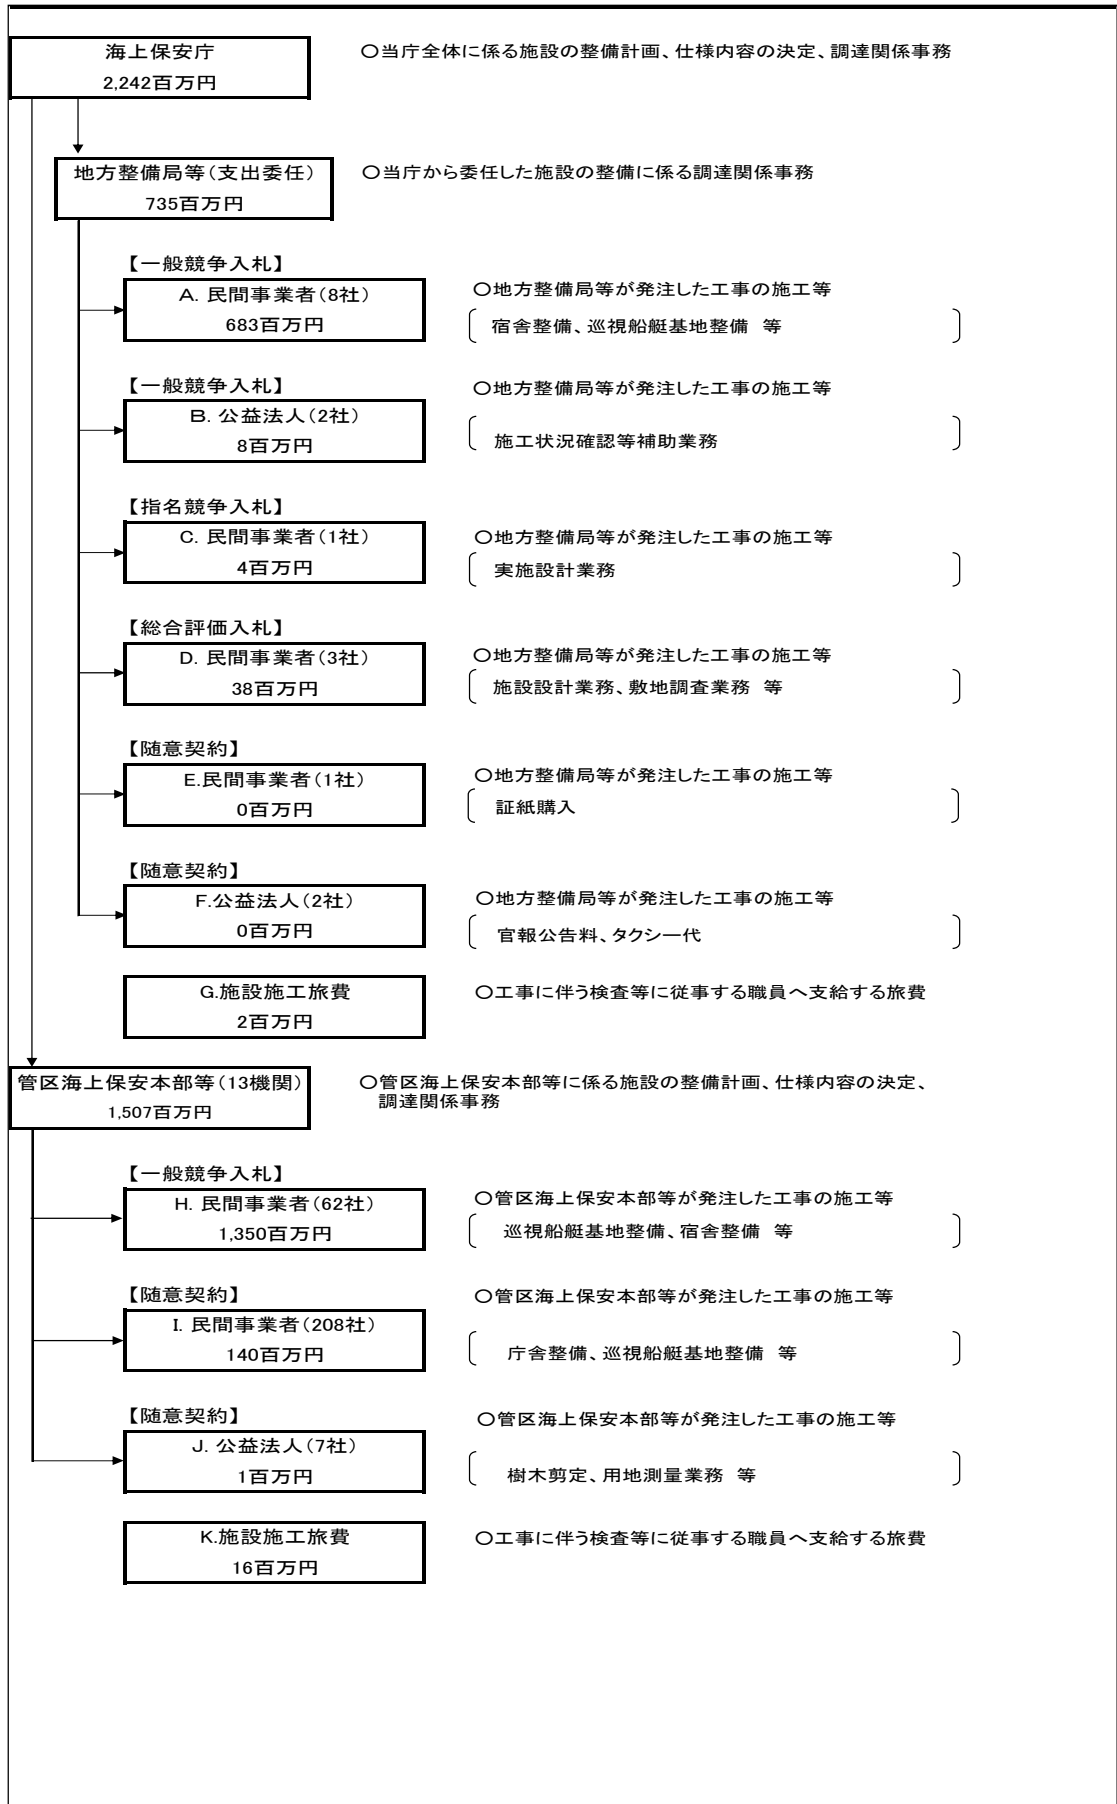 海上保安庁
2,242百万円
○当庁全体に係る施設の整備計画、仕様内容の決定、調達関係事務
地方整備局等(支出委任)
735百万円
○当庁から委任した施設の整備に係る調達関係事務
【一般競争入札】
A. 民間事業者(8社)
683百万円
○地方整備局等が発注した工事の施工等
宿舎整備、巡視船艇基地整備 等
【一般競争入札】
B. 公益法人(2社)
8百万円
○地方整備局等が発注した工事の施工等
施工状況確認等補助業務
【指名競争入札】
C. 民間事業者(1社)
4百万円
○地方整備局等が発注した工事の施工等
実施設計業務
【総合評価入札】
D. 民間事業者(3社)
38百万円
○地方整備局等が発注した工事の施工等
施設設計業務、敷地調査業務 等
【随意契約】
E.民間事業者(1社)
0百万円
○地方整備局等が発注した工事の施工等
証紙購入
【随意契約】
F.公益法人(2社)
0百万円
○地方整備局等が発注した工事の施工等
官報公告料、タクシー代
G.施設施工旅費
2百万円
○工事に伴う検査等に従事する職員へ支給する旅費
管区海上保安本部等(13機関)
1,507百万円
○管区海上保安本部等に係る施設の整備計画、仕様内容の決定、
調達関係事務
【一般競争入札】
H. 民間事業者(62社)
1,350百万円
○管区海上保安本部等が発注した工事の施工等
巡視船艇基地整備、宿舎整備 等
【随意契約】
I. 民間事業者(208社)
140百万円
○管区海上保安本部等が発注した工事の施工等
庁舎整備、巡視船艇基地整備 等
【随意契約】
J. 公益法人(7社)
1百万円
○管区海上保安本部等が発注した工事の施工等
樹木剪定、用地測量業務 等
K.施設施工旅費
16百万円
○工事に伴う検査等に従事する職員へ支給する旅費